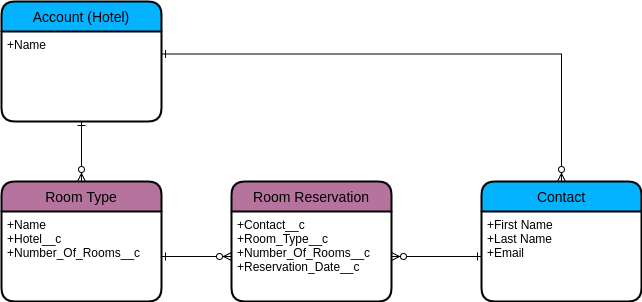 Account (Hotel)
+Name
Room Type
+Name
+Hotel__c
+Number_Of_Rooms__c
Room Reservation
+Contact__c
+Room_Type__c
+Number_Of_Rooms__c
+Reservation_Date__c
Contact
+First Name
+Last Name
+Email